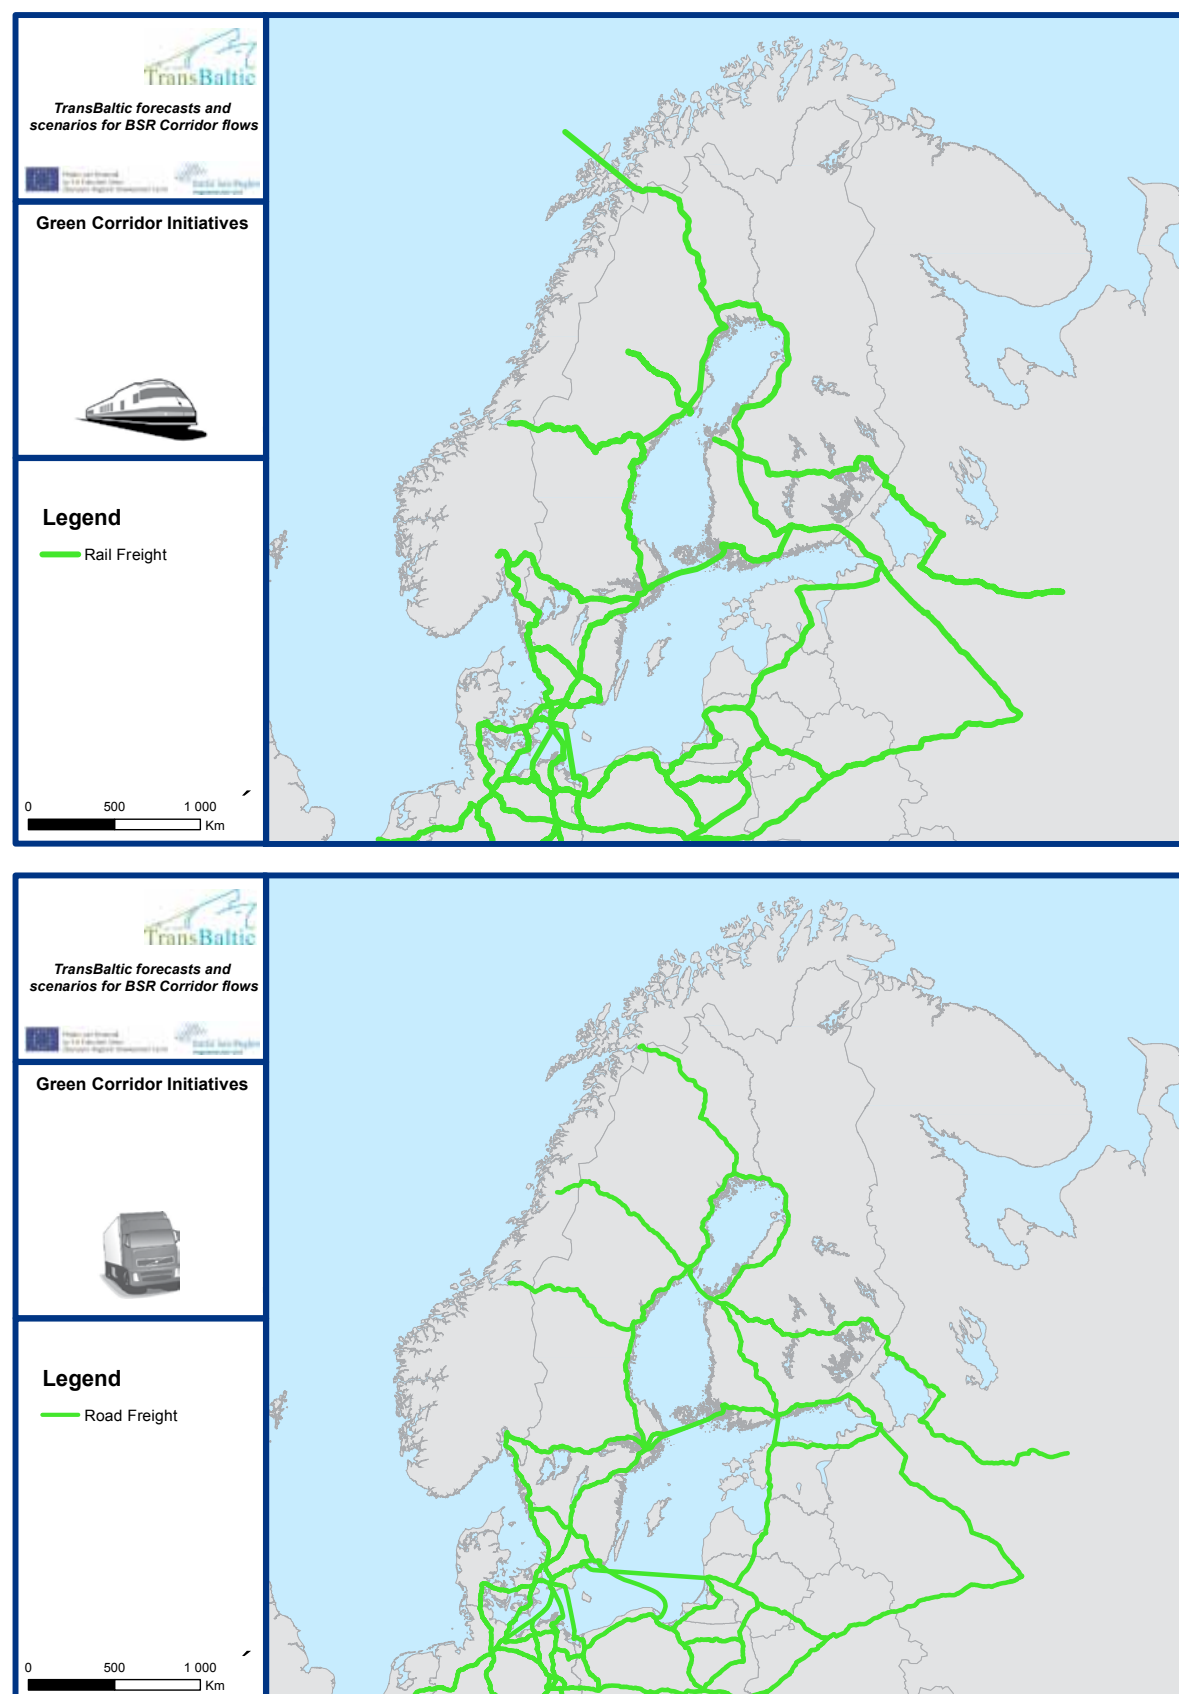 TransBaltic
TransBaltic forecasts and
scenarios for BSR Corridor flows
Green Corridor Initiatives
Legend
Rail Freight
0 500 1 000
Km
TransBaltic
TransBaltic forecasts and
scenarios for BSR Corridor flows
Green Corridor Initiatives
Legend
Road Freight
0 500 1 000
Km